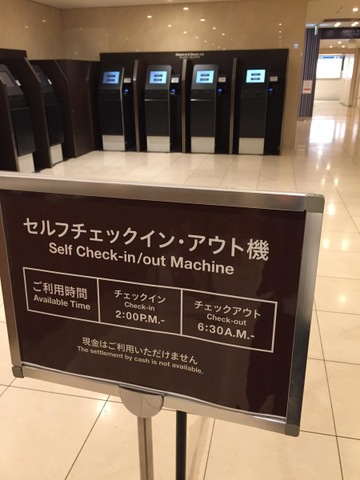 セルフチェックイン・アウト機
Self Check-in/out Machine
ご利用時間
Available Time
チェックイン
Check-in
2:00P.M.-
チェックアウト
Check-out
6:30A.M.-
現金はご利用いただけません
The settlement by cash is not available.